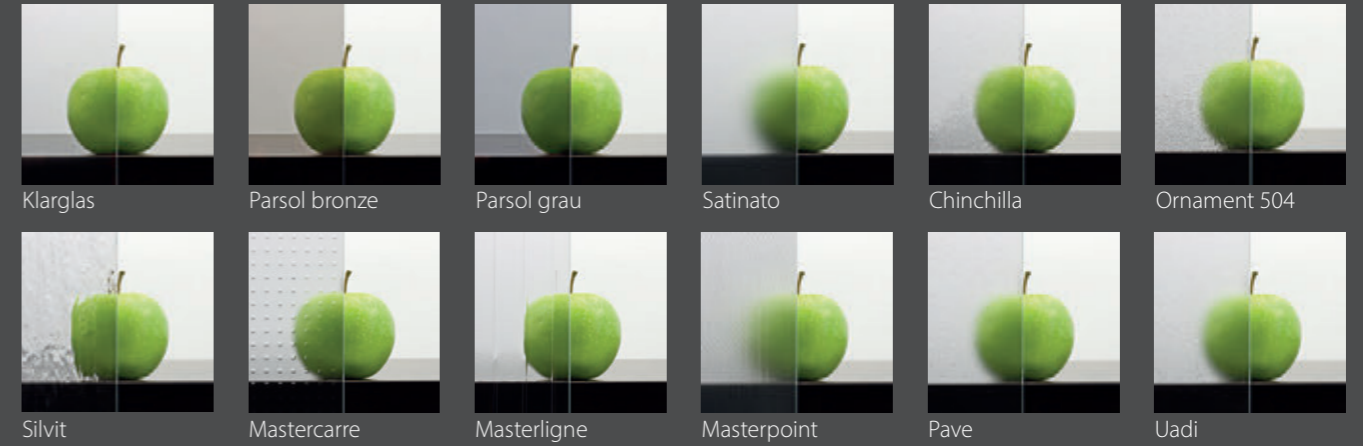 Klarglas Parsol bronze Parsol grau Satinato Chinchilla Ornament 504
Silvit Mastercarre Masterligne Masterpoint Pave Uadi